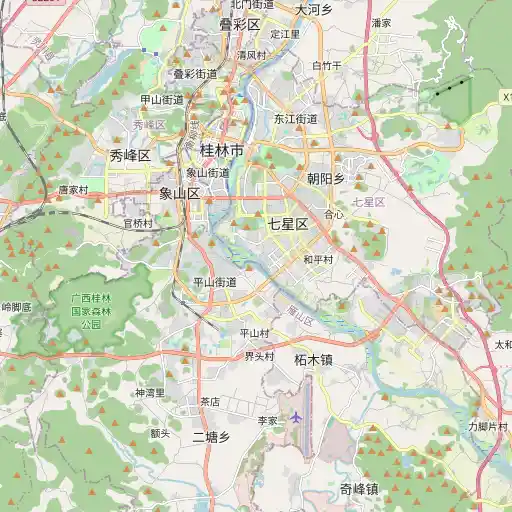 北门街道
大河乡
潘家
叠彩区
定江里
清风村
白竹干
叠彩街道
甲山街道
X1
东江街道
秀峰区
桂林市
秀峰区
象山街道
朝阳乡
唐家村
象山区
七星区
合心
官桥村
七星区
和平村
平山街道
广西桂林
国家森林
公园
岭脚底
雁山区
平山村
太和
界头村
柘木镇
神湾里
茶店
李家
力脚片村
额头
二塘乡
奇峰镇